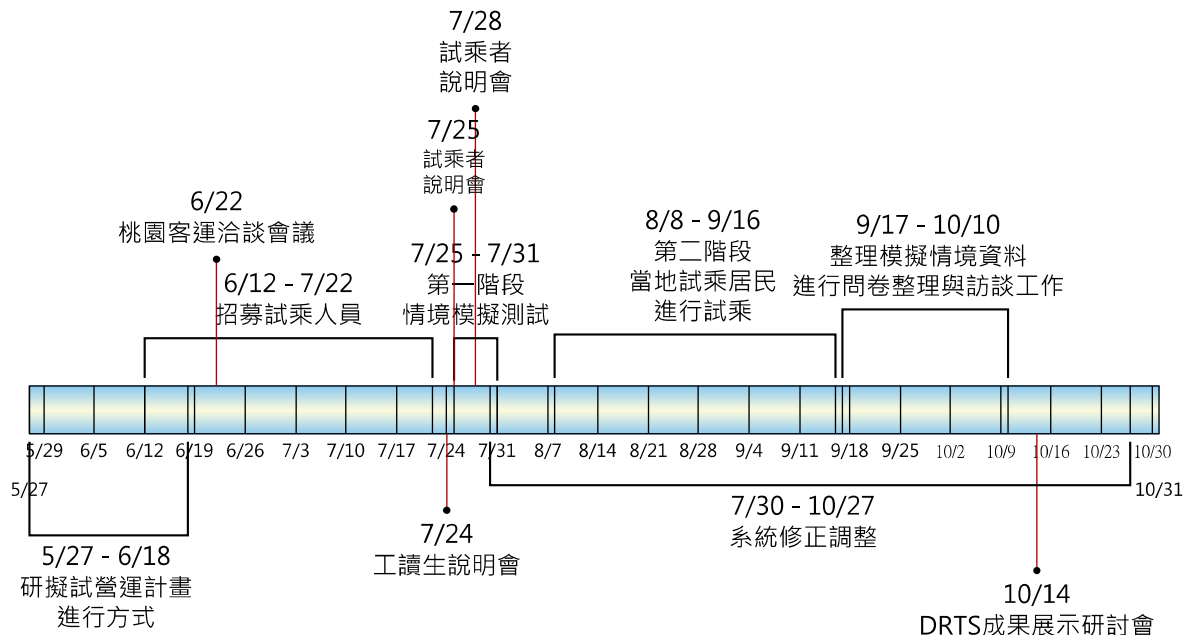 7/28
試乘者
說明會
7/25
試乘者
說明會
6/22
桃園客運洽談會議
6/12 - 7/22
招募試乘人員
7/25 - 7/31
第一階段
情境模擬測試
8/8 - 9/16
第二階段
當地試乘居民
進行試乘
9/17 - 10/10
整理模擬情境資料
進行問卷整理與訪談工作
5/29 6/5 6/12 6/19 6/26 7/3 7/10 7/17 7/24 7/31 8/7 8/14 8/21 8/28 9/4 9/11 9/18 9/25 10/2 10/9 10/16 10/23 10/30
5/27
10/31
5/27 - 6/18
研擬試營運計畫
進行方式
7/24
工讀生說明會
7/30 - 10/27
系統修正調整
10/14
DRTS成果展示研討會